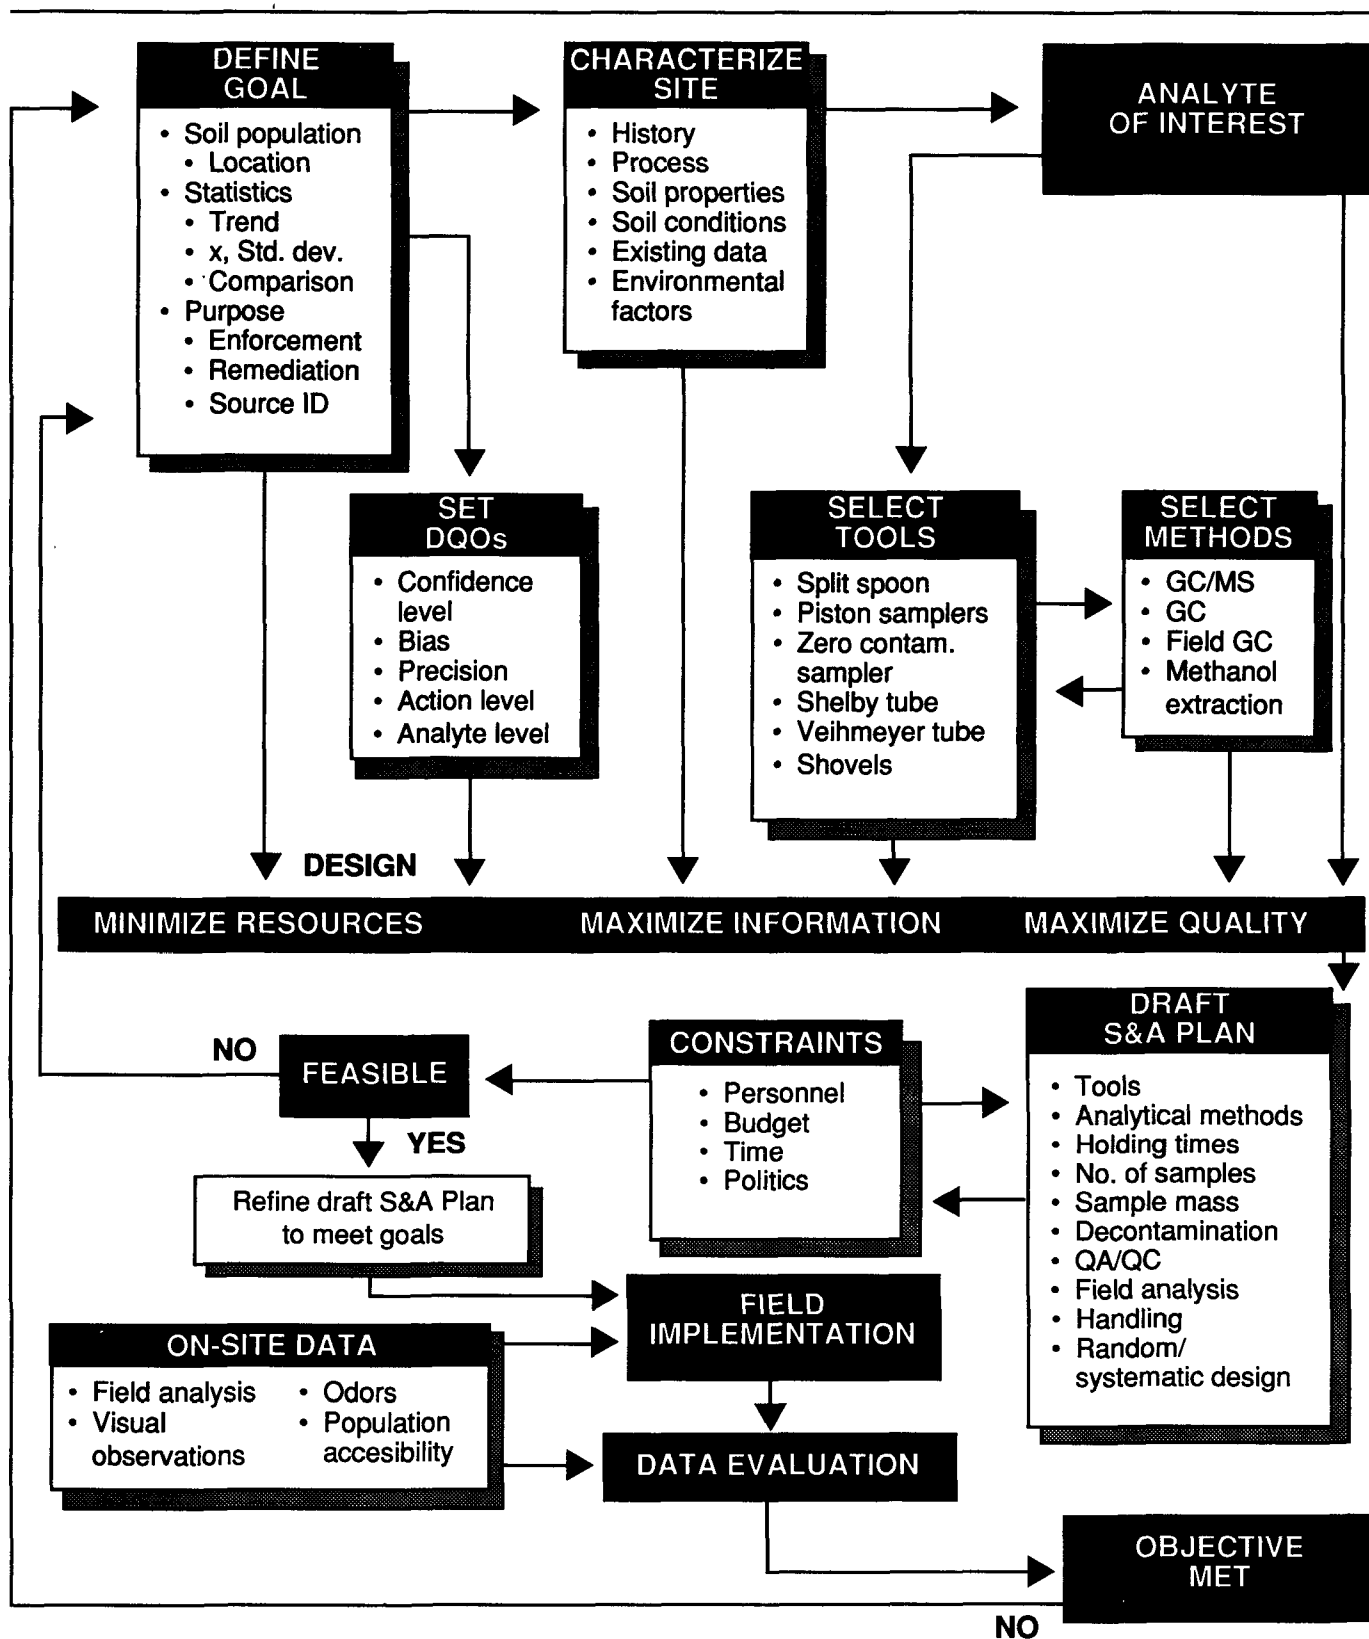 DEFINE
GOAL
• Soil population
• Location
• Statistics
• Trend
• x, Std. dev.
• Comparison
• Purpose
• Enforcement
• Remediation
• Source ID
CHARACTERIZE
SITE
• History
• Process
• Soil properties
• Soil conditions
• Existing data
• Environmental
factors
ANALYTE
OF INTEREST
SET
DQOs
• Confidence
level
• Bias
• Precision
• Action level
• Analyte level
SELECT
TOOLS
• Split spoon
• Piston samplers
• Zero contam.
sampler
• Shelby tube
• Veihmeyer tube
• Shovels
SELECT
METHODS
• GC/MS
• GC
• Field GC
• Methanol
extraction
DESIGN
MINIMIZE RESOURCES MAXIMIZE INFORMATION MAXIMIZE QUALITY
DRAFT
S&A PLAN
• Tools
• Analytical methods
• Holding times
• No. of samples
• Sample mass
• Decontamination
• QA/QC
• Field analysis
• Handling
• Random/
systematic design
CONSTRAINTS
• Personnel
• Budget
• Time
• Politics
NO
FEASIBLE
YES
Refine draft S&A Plan
to meet goals
FIELD
IMPLEMENTATION
ON-SITE DATA
• Field analysis
• Visual
observations
• Odors
• Population
accesibility
DATA EVALUATION
OBJECTIVE
MET
NO